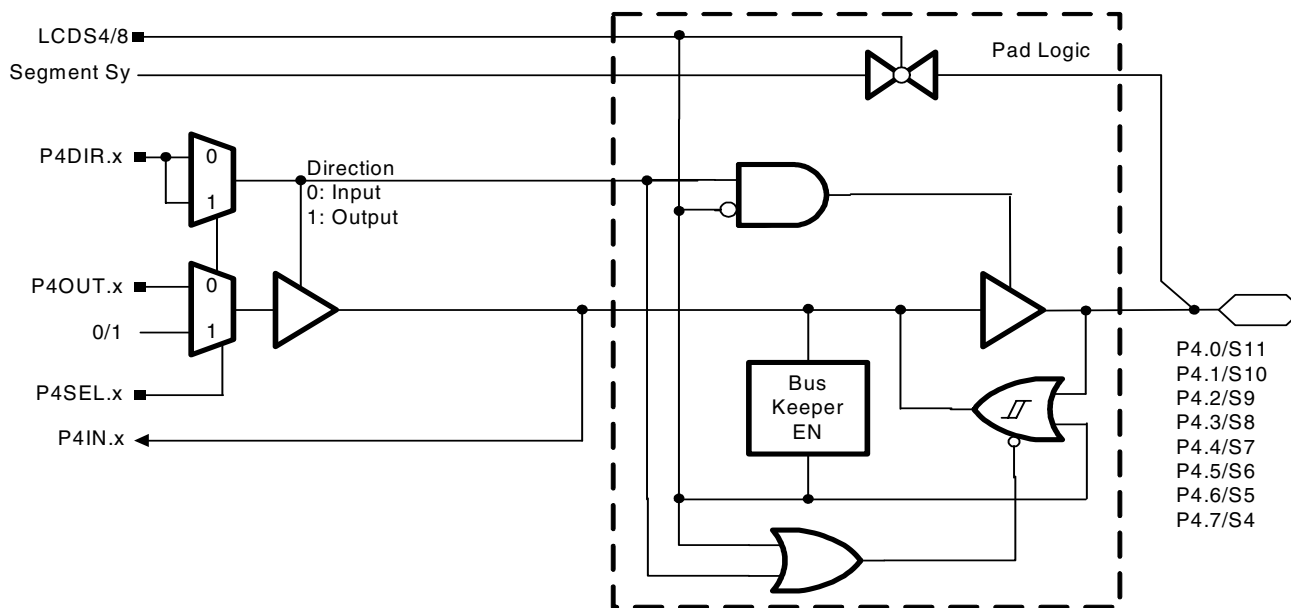 LCDS4/8
Segment Sy
Pad Logic
P4DIR.x
0
1
Direction
0: Input
1: Output
P4OUT.x
0
0/1
1
P4SEL.x
P4IN.x
Bus
Keeper
EN
P4.0/S11
P4.1/S10
P4.2/S9
P4.3/S8
P4.4/S7
P4.5/S6
P4.6/S5
P4.7/S4